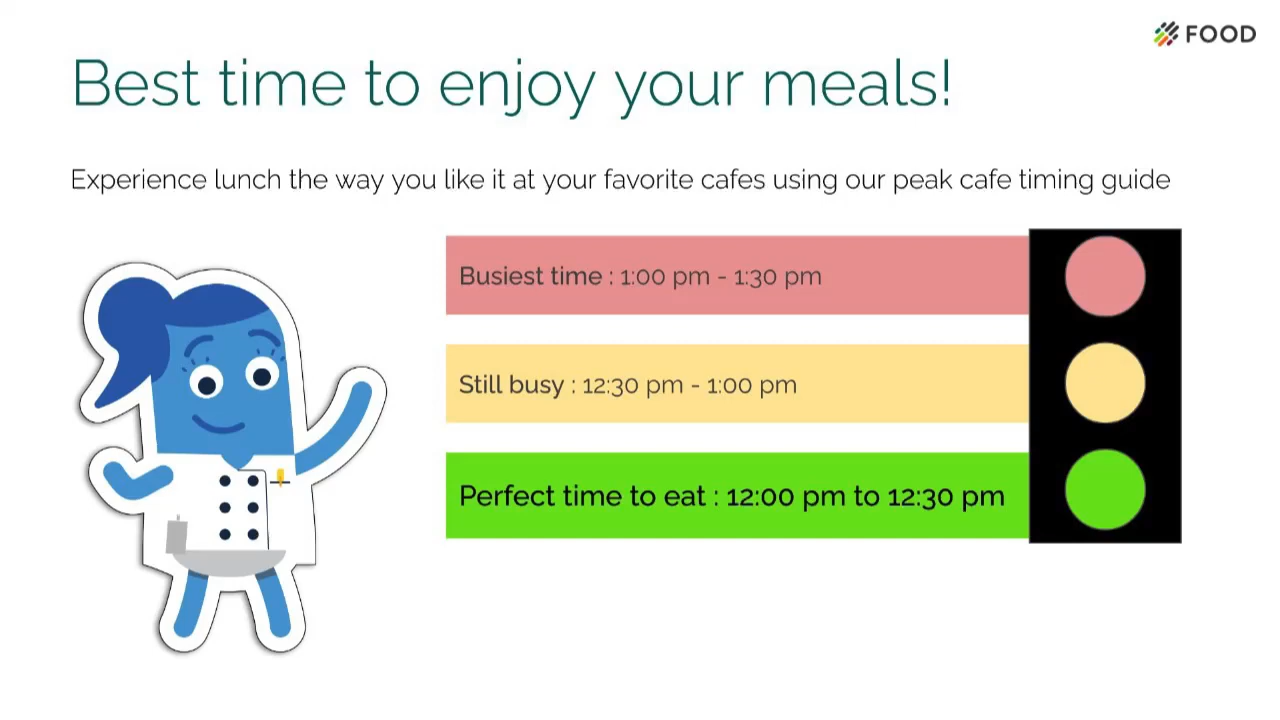 FOOD
Best time to enjoy your meals!
Experience lunch the way you like it at your favorite cafes using our peak cafe timing guide
Busiest time : 1:00 pm - 1:30 pm
Still busy : 12:30 pm - 1:00 pm
Perfect time to eat : 12:00 pm to 12:30 pm